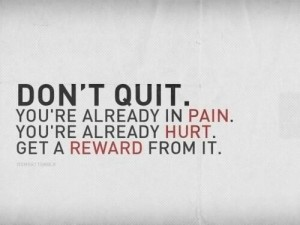 DON'T QUIT.
YOU'RE ALREADY IN PAIN.
YOU'RE ALREADY HURT.
GET A REWARD FROM IT.